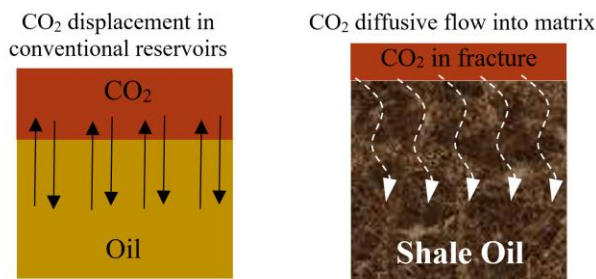 CO₂ displacement in
conventional reservoirs
CO₂
Oil
CO₂ diffusive flow into matrix
CO₂ in fracture
Shale Oil